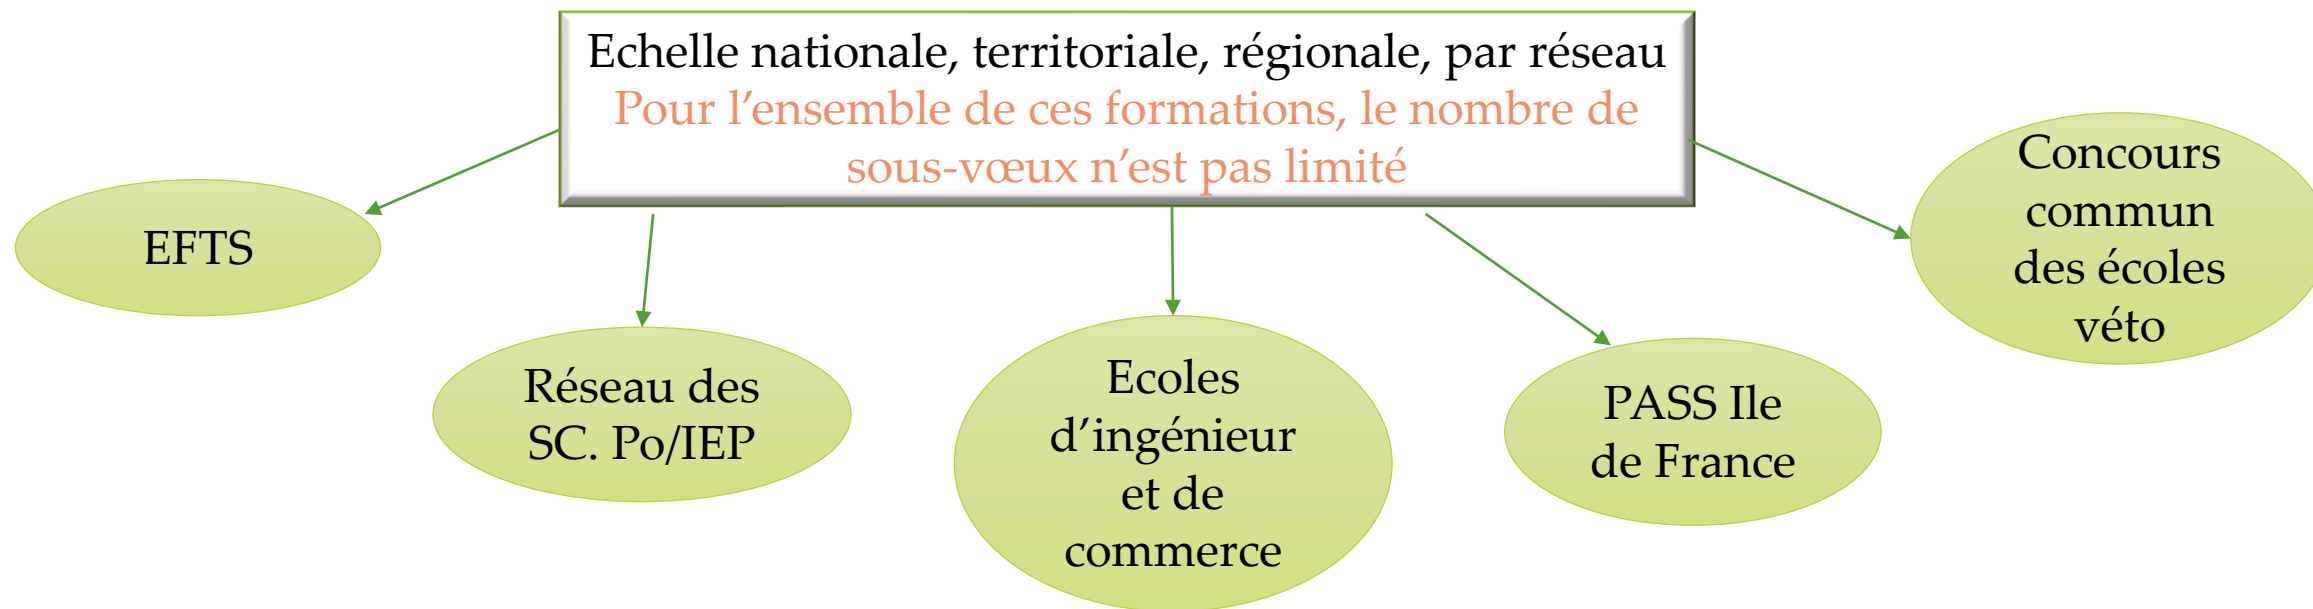 Echelle nationale, territoriale, régionale, par réseau
Pour l’ensemble de ces formations, le nombre de
sous-vœux n’est pas limité
EFTS
Réseau des
SC. Po/IEP
Ecoles
d’ingénieur
et de
commerce
PASS Ile
de France
Concours
commun
des écoles
véto